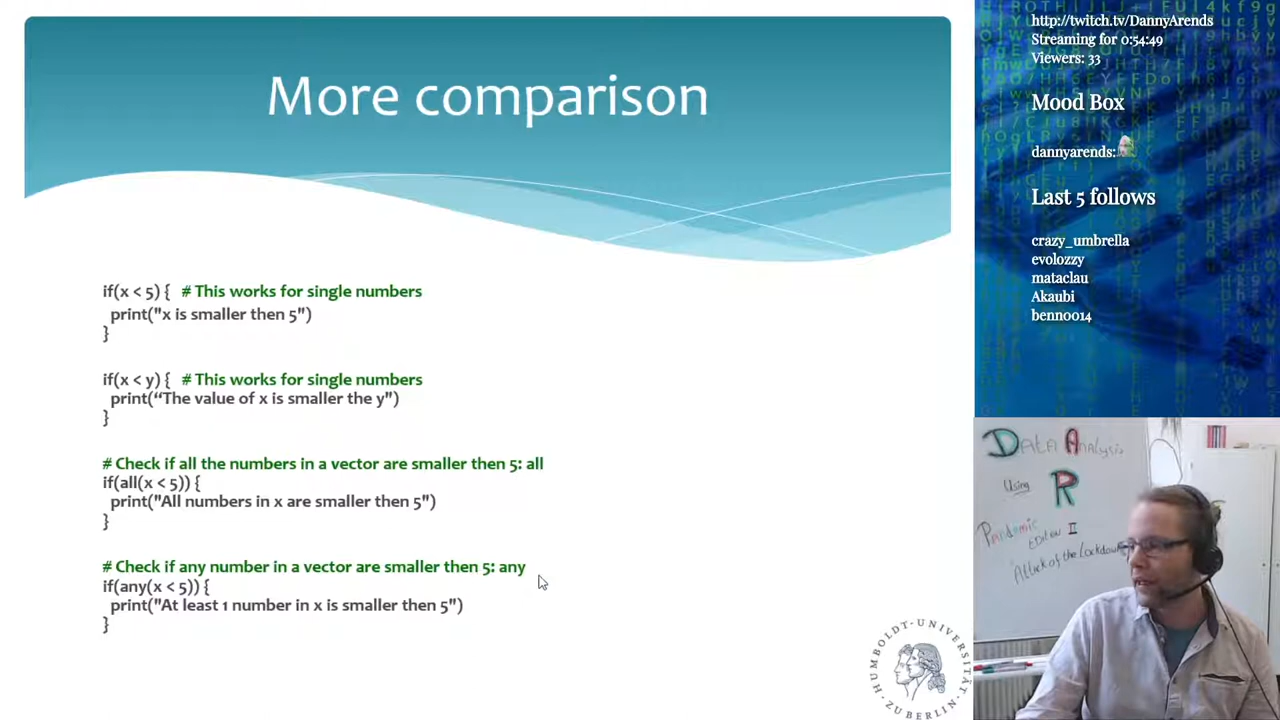 More comparison
if(x < 5) { # This works for single numbers
print("x is smaller then 5")
}
if(x < y) { # This works for single numbers
print(“The value of x is smaller the y")
}
# Check if all the numbers in a vector are smaller then 5: all
if(all(x < 5)) {
print("All numbers in x are smaller then 5")
}
# Check if any number in a vector are smaller then 5: any
if(any(x < 5)) {
print("At least 1 number in x is smaller then 5")
}
HUMBOLDT-UNIVERSITÄT
ZU BERLIN
http://twitch.tv/DannyArends
Streaming for 0:54:49
Viewers: 33
Mood Box
dannyarends:
Last 5 follows
crazy_umbrella
evolozzy
mataclau
Akaubi
benno014
Data Analysis
Using R
Pandemic
Edition II
Attack of the Lockdown